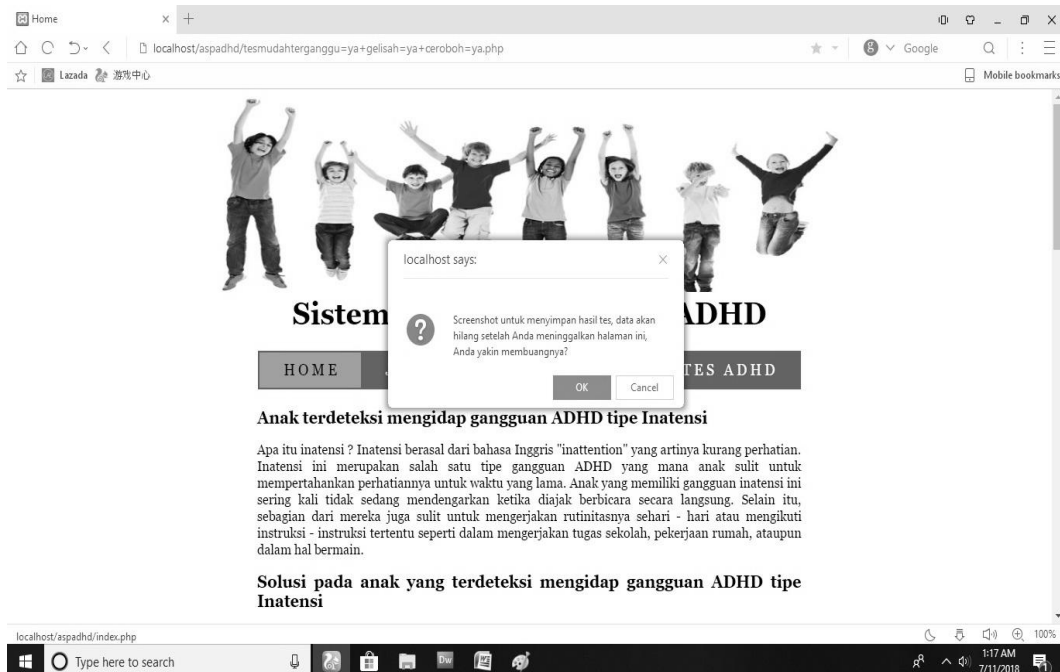 Home
localhost/aspadhd/tesmudahterganggu=ya+gelisah=ya+ceroboh=ya.php
Google
Lazada 游戏中心
Mobile bookmarks
localhost says:
Screenshot untuk menyimpan hasil tes, data akan
hilang setelah Anda meninggalkan halaman ini,
Anda yakin membuangnya?
OK Cancel
Sistem ADHD
HOME TES ADHD
Anak terdeteksi mengidap gangguan ADHD tipe Inatensi
Apa itu inatensi ? Inatensi berasal dari bahasa Inggris "inattention" yang artinya kurang perhatian.
Inatensi ini merupakan salah satu tipe gangguan ADHD yang mana anak sulit untuk
mempertahankan perhatiannya untuk waktu yang lama. Anak yang memiliki gangguan inatensi ini
sering kali tidak sedang mendengarkan ketika diajak berbicara secara langsung. Selain itu,
sebagian dari mereka juga sulit untuk mengerjakan rutinitasnya sehari - hari atau mengikuti
instruksi - instruksi tertentu seperti dalam mengerjakan tugas sekolah, pekerjaan rumah, ataupun
dalam hal bermain.
Solusi pada anak yang terdeteksi mengidap gangguan ADHD tipe
Inatensi
localhost/aspadhd/index.php
100%
Type here to search
Dw
1:17 AM
7/11/2018